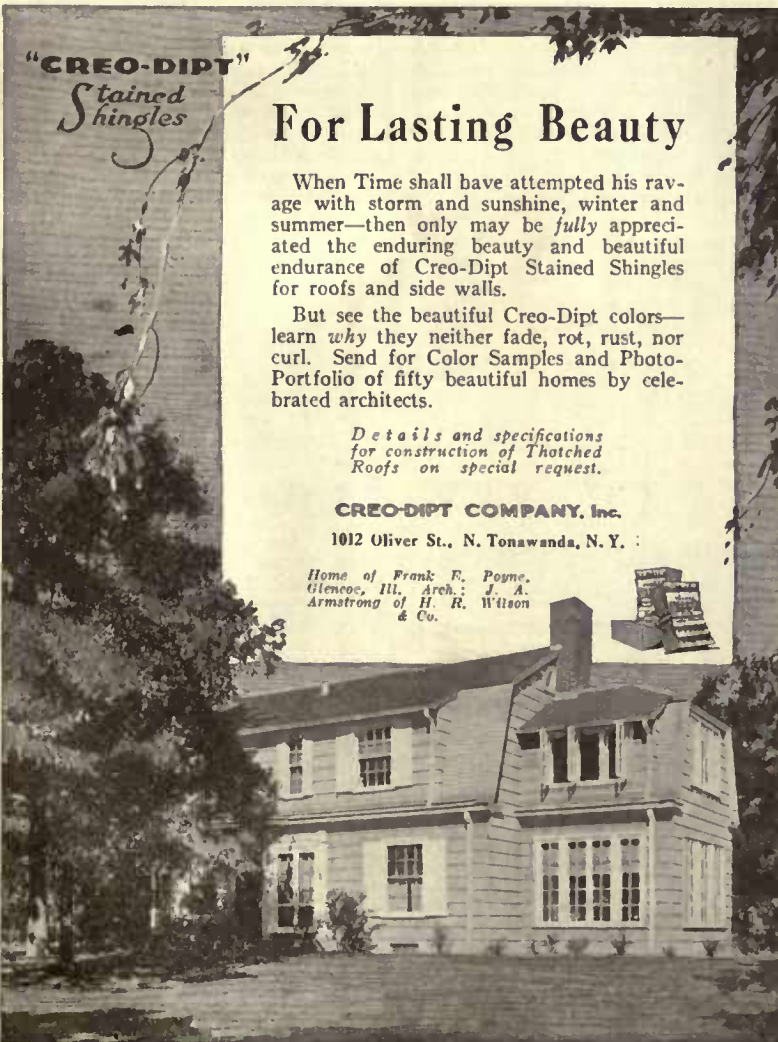 "CREO-DIPT"
Stained
Shingles
For Lasting Beauty
When Time shall have attempted his rav-
age with storm and sunshine, winter and
summer—then only may be fully appreci-
ated the enduring beauty and beautiful
endurance of Creo-Dipt Stained Shingles
for roofs and side walls.
But see the beautiful Creo-Dipt colors—
learn why they neither fade, rot, rust, nor
curl. Send for Color Samples and Photo-
Portfolio of fifty beautiful homes by cele-
brated architects.
Details and specifications
for construction of Thatched
Roofs on special request.
CREO-DIPT COMPANY, Inc.
1012 Oliver St., N. Tonawanda, N. Y.
Home of Frank E. Poyne,
Glencoe, Ill. Arch.: J. A.
Armstrong of H. R. Wilson
& Co.